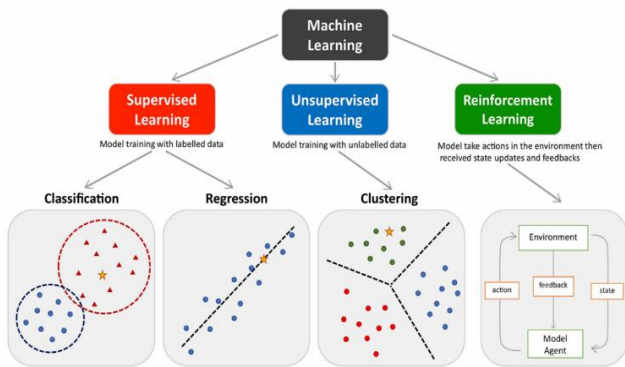 Machine
Learning
Supervised
Learning
Unsupervised
Learning
Reinforcement
Learning
Model training with labelled data
Model training with unlabelled data
Model take actions in the environment then
received state updates and feedbacks
Classification
Regression
Clustering
Environment
action
feedback
state
Model
Agent